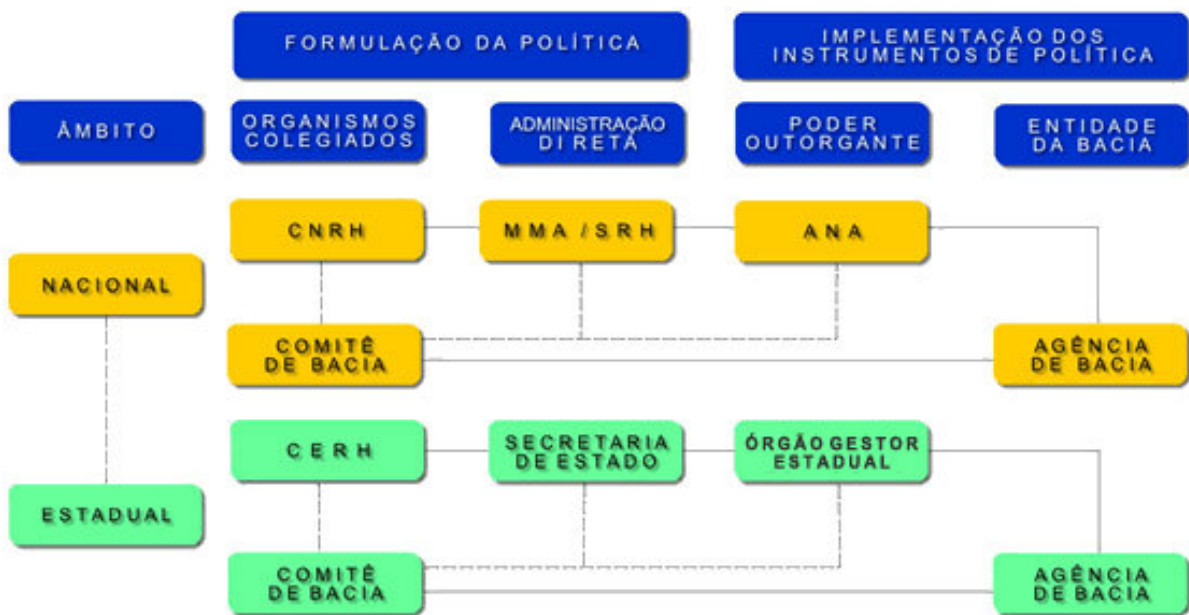 FORMULAÇÃO DA POLÍTICA
IMPLEMENTAÇÃO DOS
INSTRUMENTOS DE POLÍTICA
ÂMBITO
ORGANISMOS
COLEGIADOS
ADMINISTRAÇÃO
DIRETA
PODER
OUTORGANTE
ENTIDADE
DA BACIA
NACIONAL
CNRH
MMA / SRH
ANA
COMITÊ
DE BACIA
AGÊNCIA
DE BACIA
ESTADUAL
CERH
SECRETARIA
DE ESTADO
ÓRGÃO GESTOR
ESTADUAL
COMITÊ
DE BACIA
AGÊNCIA
DE BACIA